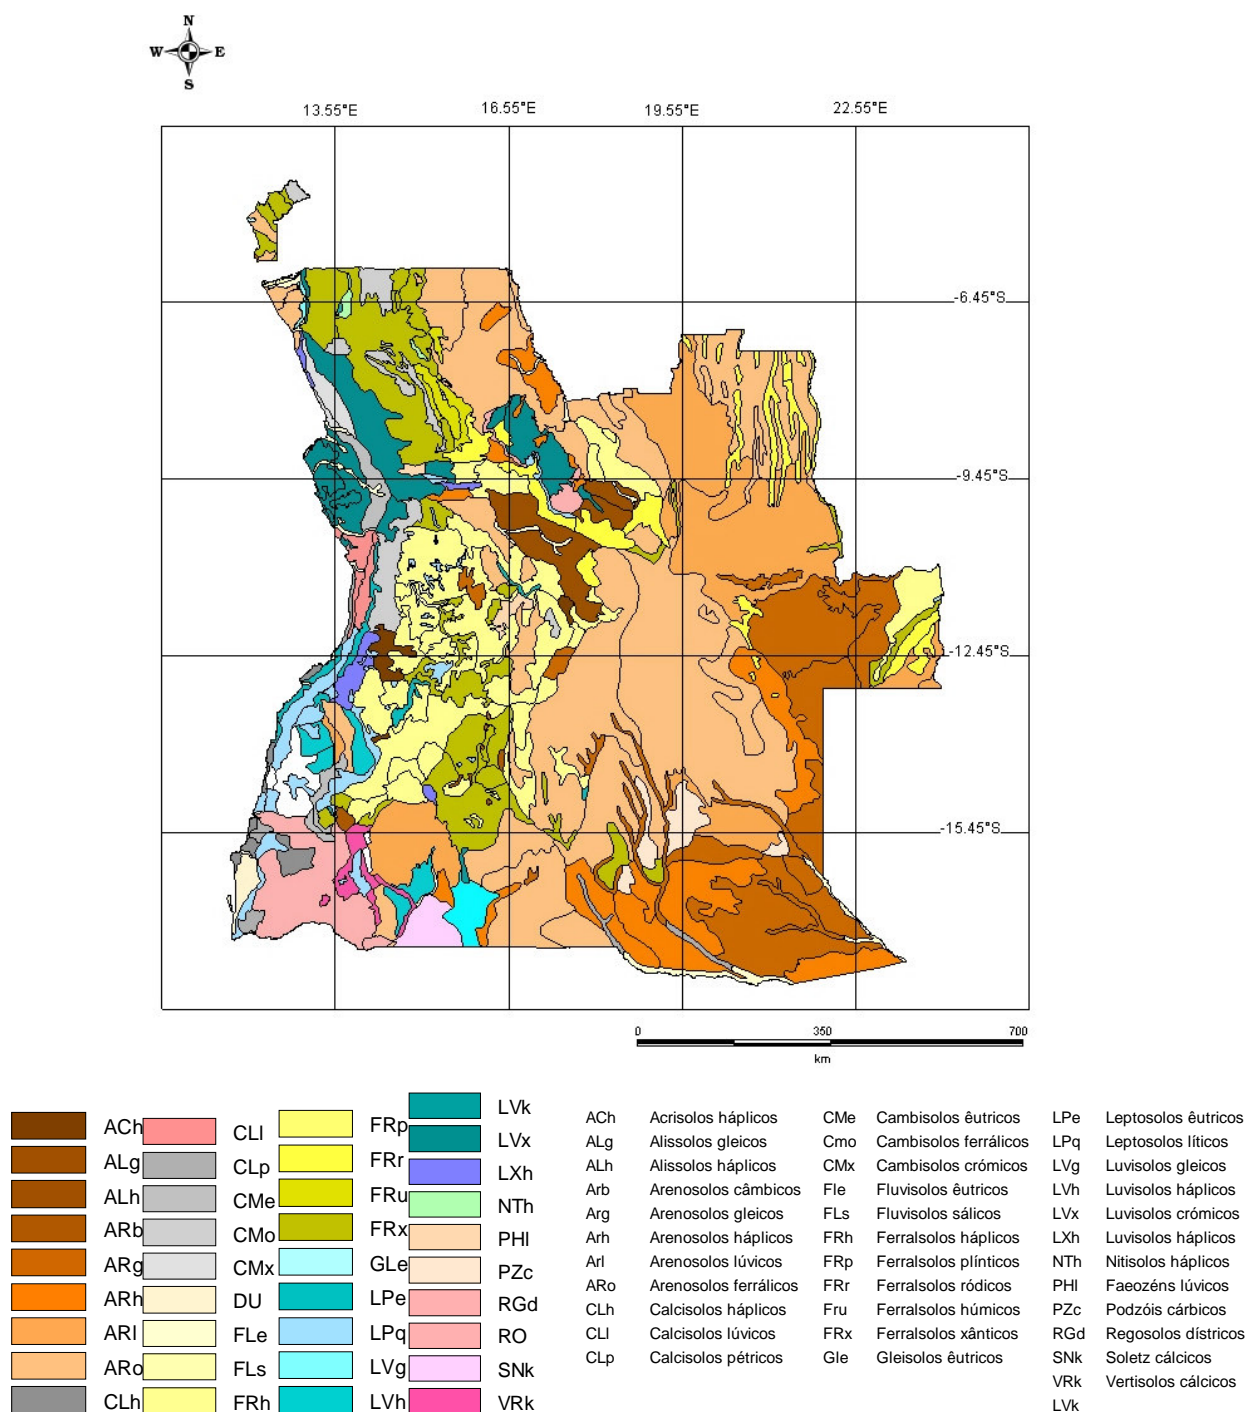 N
W E
S
13.55°E 16.55°E 19.55°E 22.55°E
-6.45°S
-9.45°S
-12.45°S
-15.45°S
0 350 700
km
ACh
ALg
ALh
ARb
ARg
ARh
ARl
ARo
CLh
CLl
CLp
CMe
CMo
CMx
DU
FLe
FLs
FRh
FRp
FRr
FRu
FRx
GLe
LPe
LPq
LVg
LVh
LVk
LVx
LXh
NTh
PHl
PZc
RGd
RO
SNk
VRk
ACh Acrisolos háplicos
ALg Alissolos gleicos
ALh Alissolos háplicos
Arb Arenosolos câmbicos
Arg Arenosolos gleicos
Arh Arenosolos háplicos
Arl Arenosolos lúvicos
ARo Arenosolos ferrálicos
CLh Calcisolos háplicos
CLl Calcisolos lúvicos
CLp Calcisolos pétricos
CMe Cambisolos êutricos
Cmo Cambisolos ferrálicos
CMx Cambisolos crómicos
Fle Fluvisolos êutricos
FLs Fluvisolos sálicos
FRh Ferralsolos háplicos
FRp Ferralsolos plínticos
FRr Ferralsolos ródicos
Fru Ferralsolos húmicos
FRx Ferralsolos xânticos
Gle Gleisolos êutricos
LPe Leptosolos êutricos
LPq Leptosolos líticos
LVg Luvisolos gleicos
LVh Luvisolos háplicos
LVx Luvisolos crómicos
LXh Luvisolos háplicos
NTh Nitisolos háplicos
PHl Faeozéns lúvicos
PZc Podzóis cárbicos
RGd Regosolos dístricos
SNk Soletz cálcicos
VRk Vertisolos cálcicos
LVk